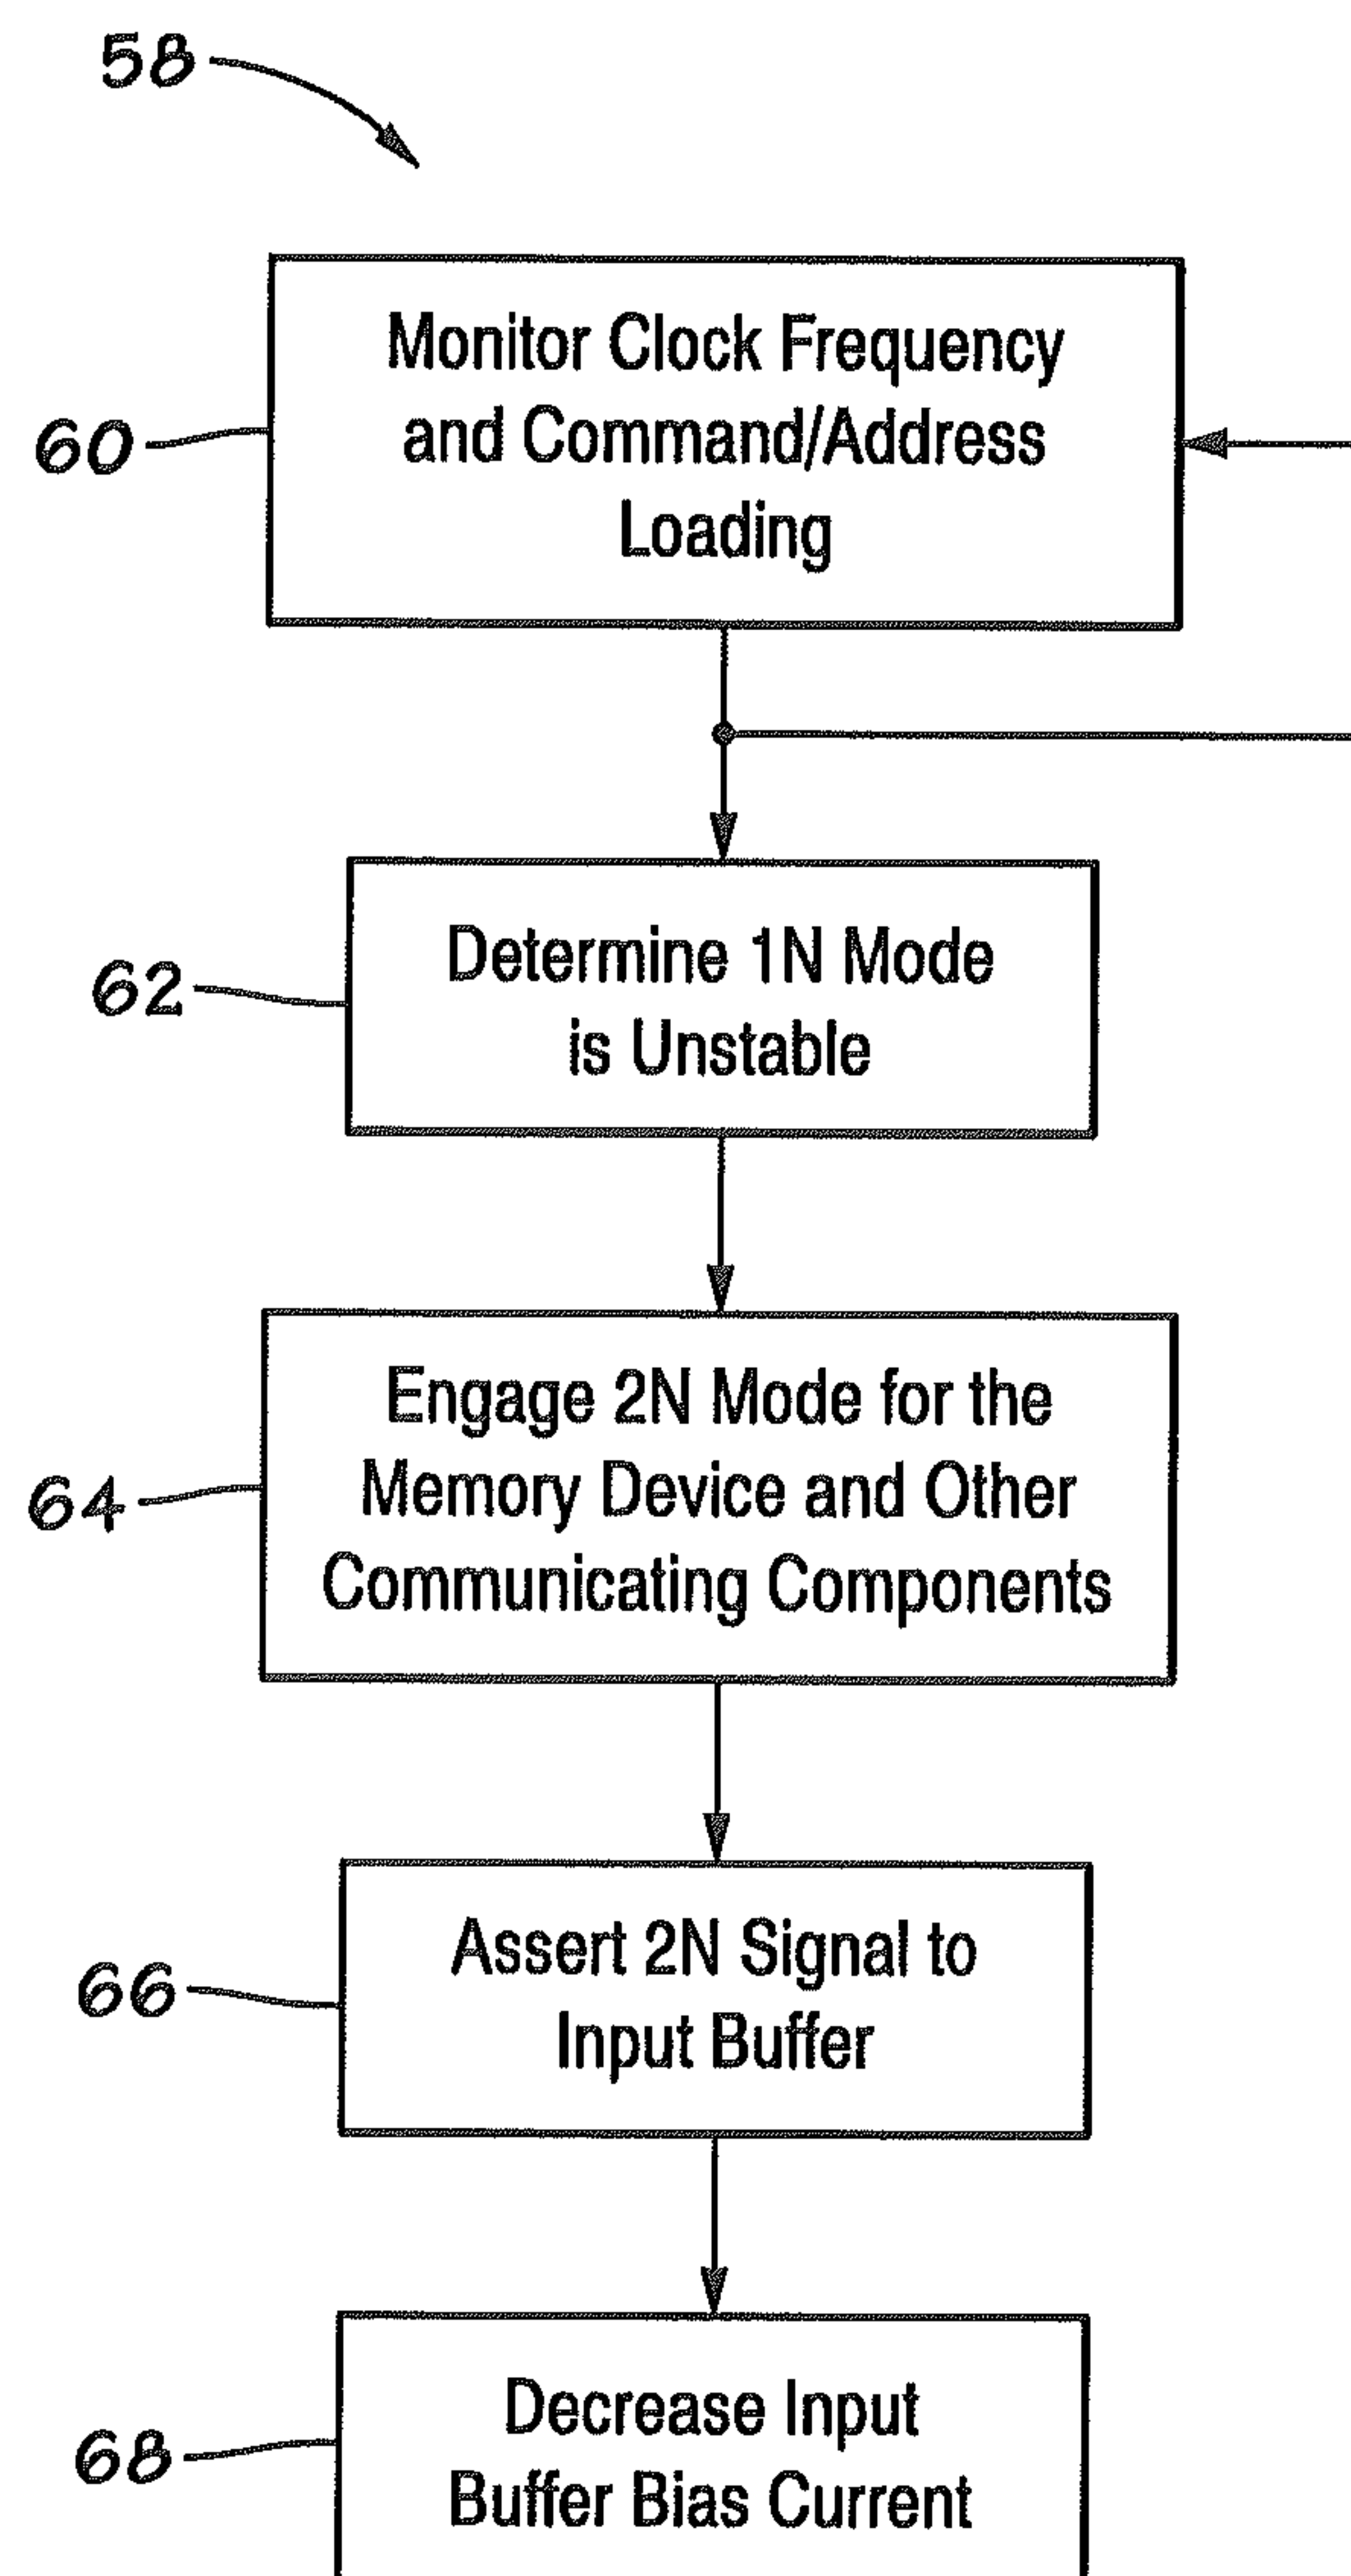 58
Monitor Clock Frequency
and Command/Address
Loading
60
Determine 1N Mode
is Unstable
62
Engage 2N Mode for the
Memory Device and Other
Communicating Components
64
Assert 2N Signal to
Input Buffer
66
Decrease Input
Buffer Bias Current
68